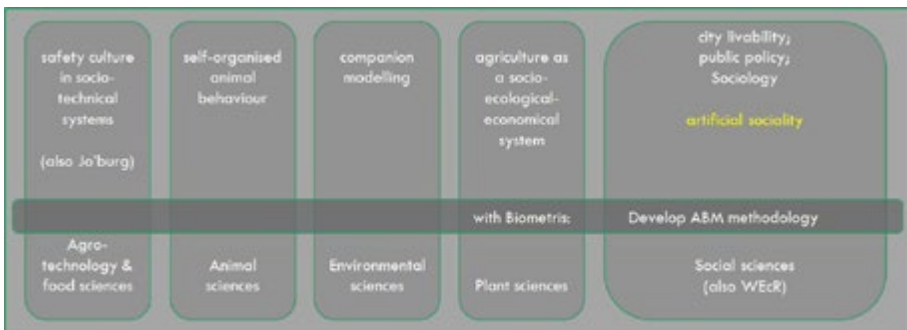 safety culture
in socio-
technical
systems
(also Jo'burg)
self-organised
animal
behaviour
companion
modelling
agriculture as
a socio-
ecological-
economical
system
city livability;
public policy;
Sociology
artificial sociality
with Biometris:
Develop ABM methodology
Agro-
technology &
food sciences
Animal
sciences
Environmental
sciences
Plant sciences
Social sciences
(also WEcR)